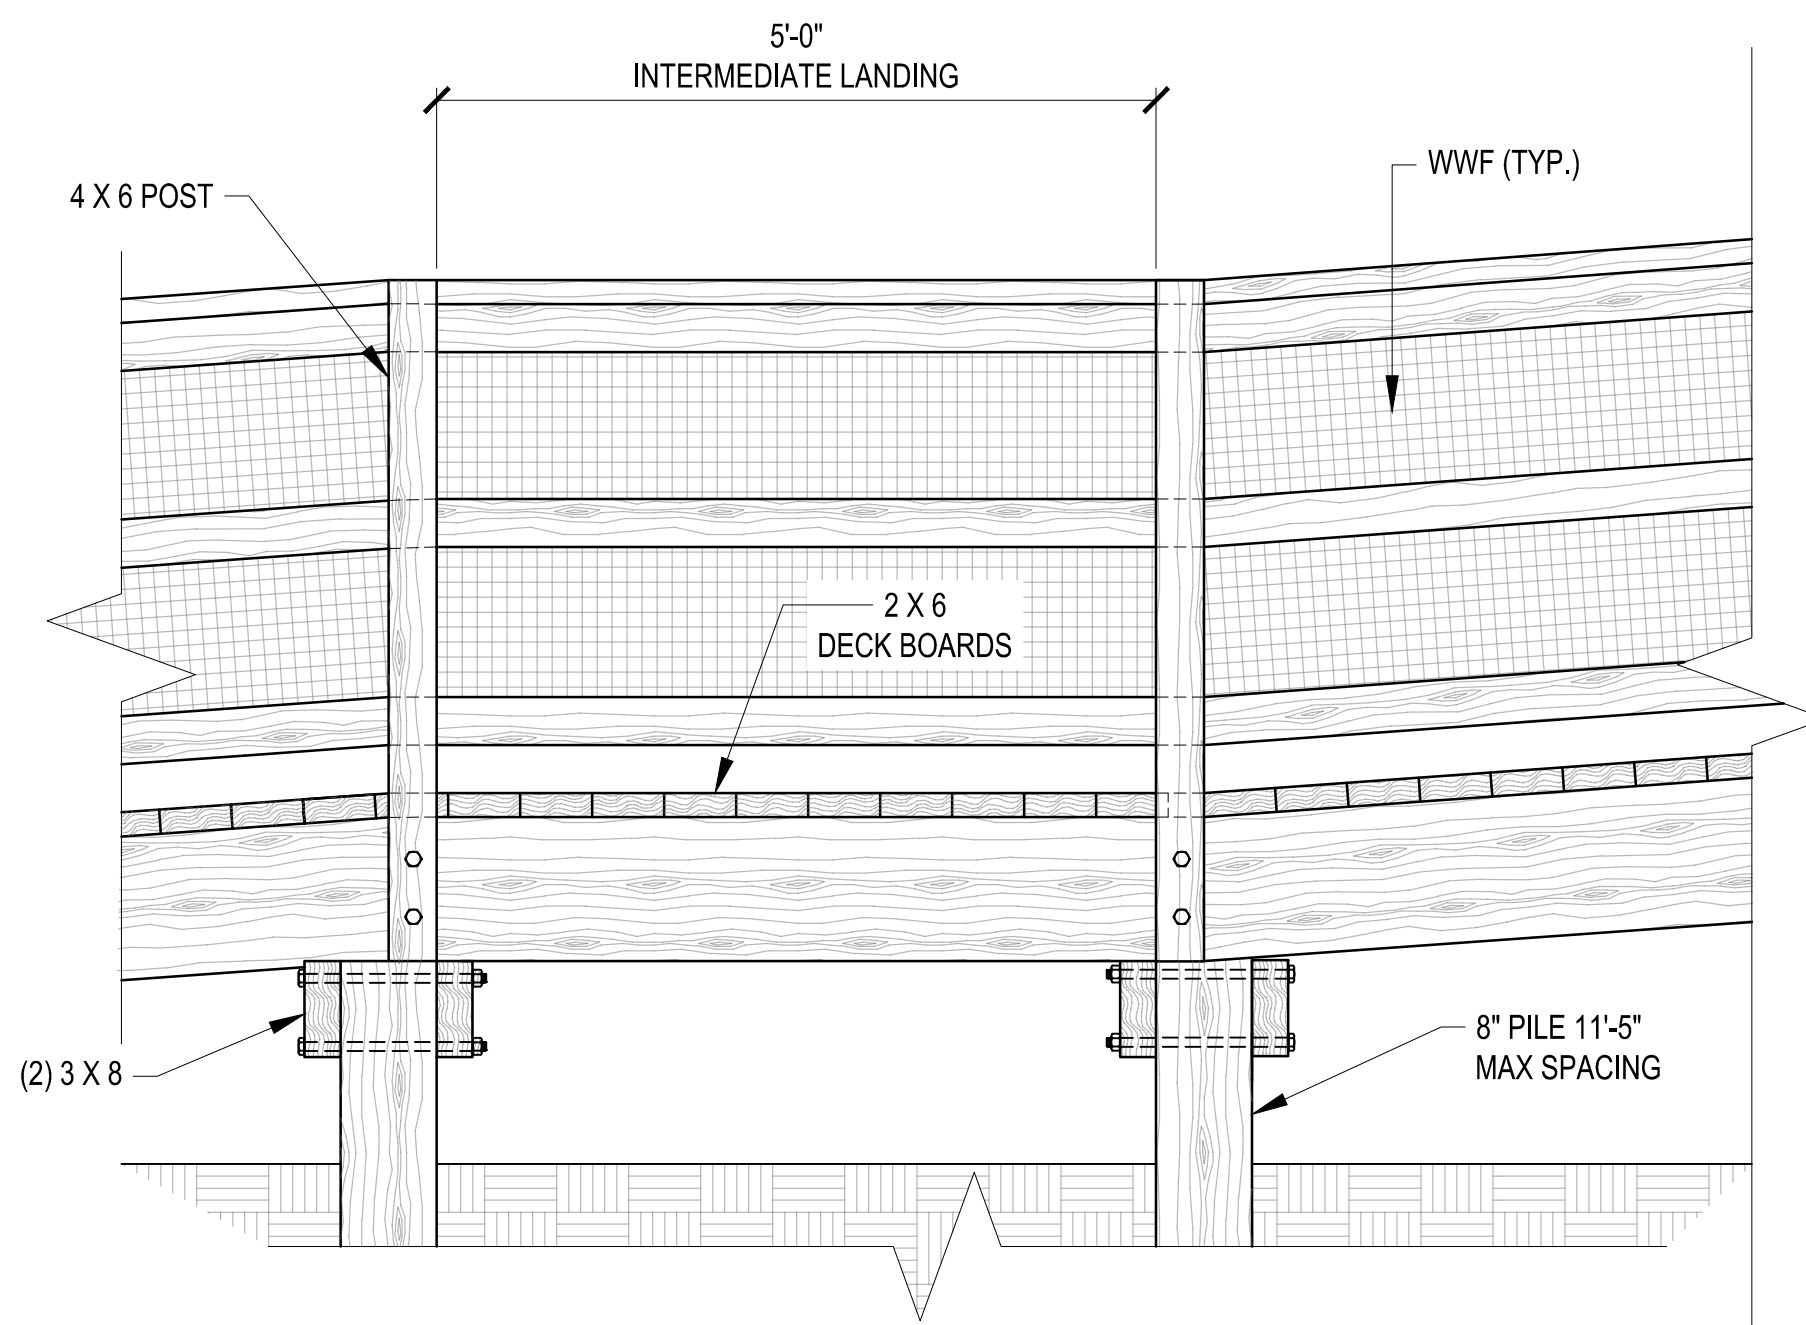 5'-0"
INTERMEDIATE LANDING
WWF (TYP.)
4 X 6 POST
2 X 6
DECK BOARDS
8" PILE 11'-5"
MAX SPACING
(2) 3 X 8